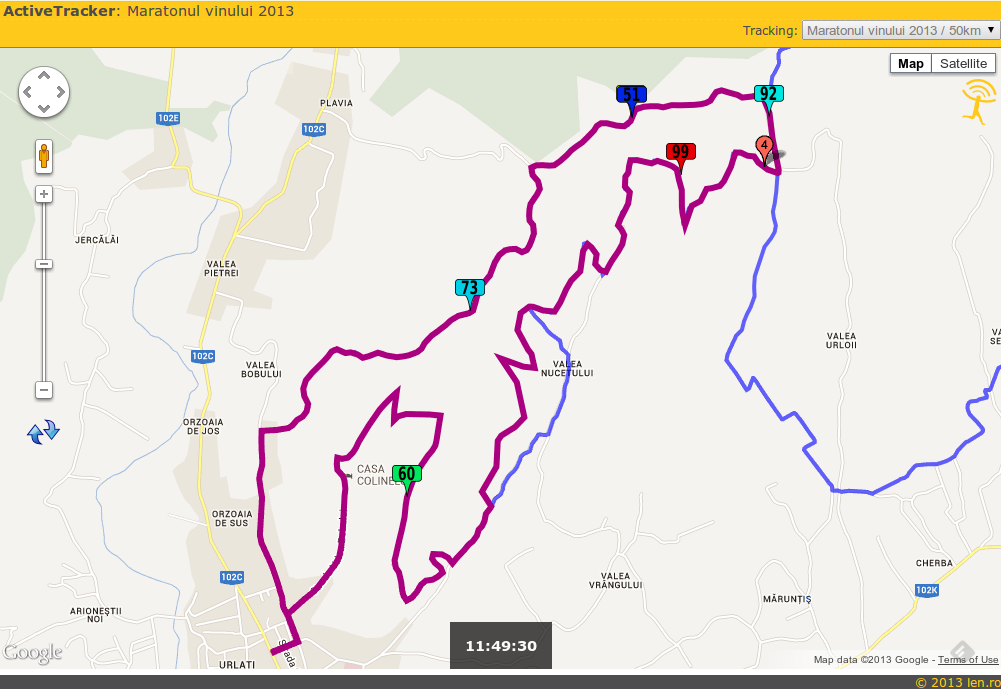 ActiveTracker: Maratonul vinului 2013
Tracking: Maratonul vinului 2013 / 50km
Map Satellite
PLAVIA
102E
102C
51
92
99
4
JERCĂLĂI
VALEA
PIETREI
73
102C
VALEA
BOBULUI
VALEA
NUCETULUI
VALEA
URLOII
ORZOAIA
DE JOS
60
CASA
ORZOAIA
DE SUS
102C
VALEA
VRÂNGULUI
CHERBA
102K
MĂRUNȚIȘ
ARIONEȘTII
NOI
URLAȚI
11:49:30
Google
Map data ©2013 Google - Terms of Use
© 2013 len.ro